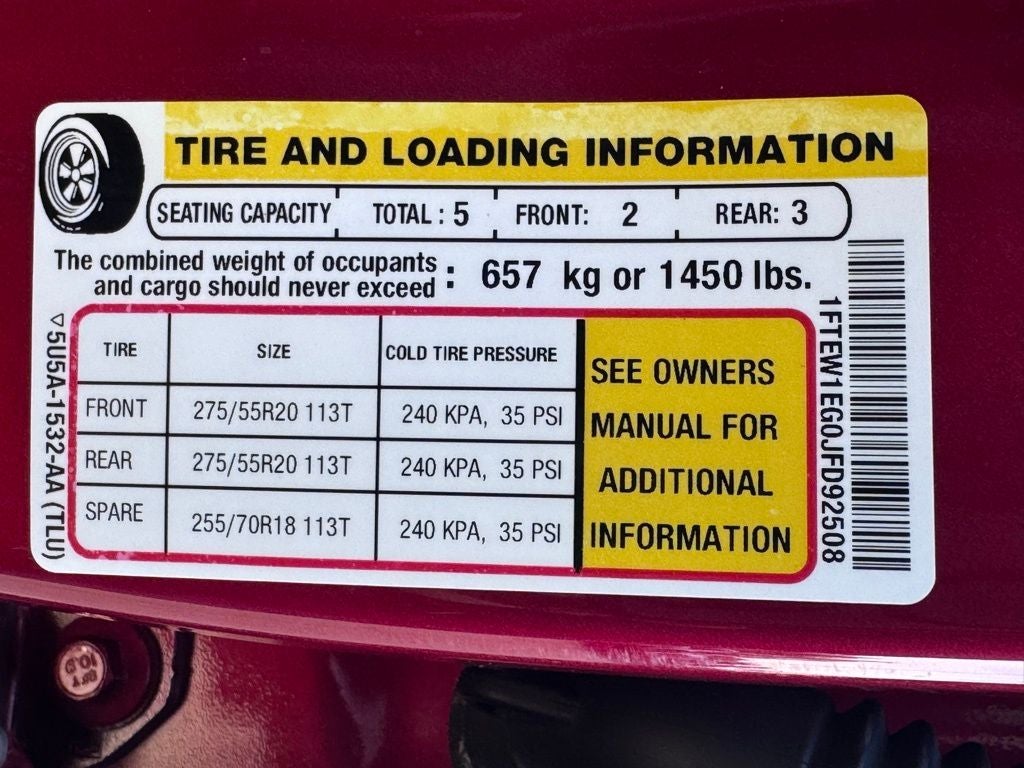 TIRE AND LOADING INFORMATION
SEATING CAPACITY TOTAL : 5 FRONT: 2 REAR: 3
The combined weight of occupants
and cargo should never exceed : 657 kg or 1450 lbs.
TIRE SIZE COLD TIRE PRESSURE
FRONT 275/55R20 113T 240 KPA, 35 PSI
REAR 275/55R20 113T 240 KPA, 35 PSI
SPARE 255/70R18 113T 240 KPA, 35 PSI
SEE OWNERS
MANUAL FOR
ADDITIONAL
INFORMATION
5U5A-1532-AA (TLU)
1FTEW1EG0JFD92508
10.9